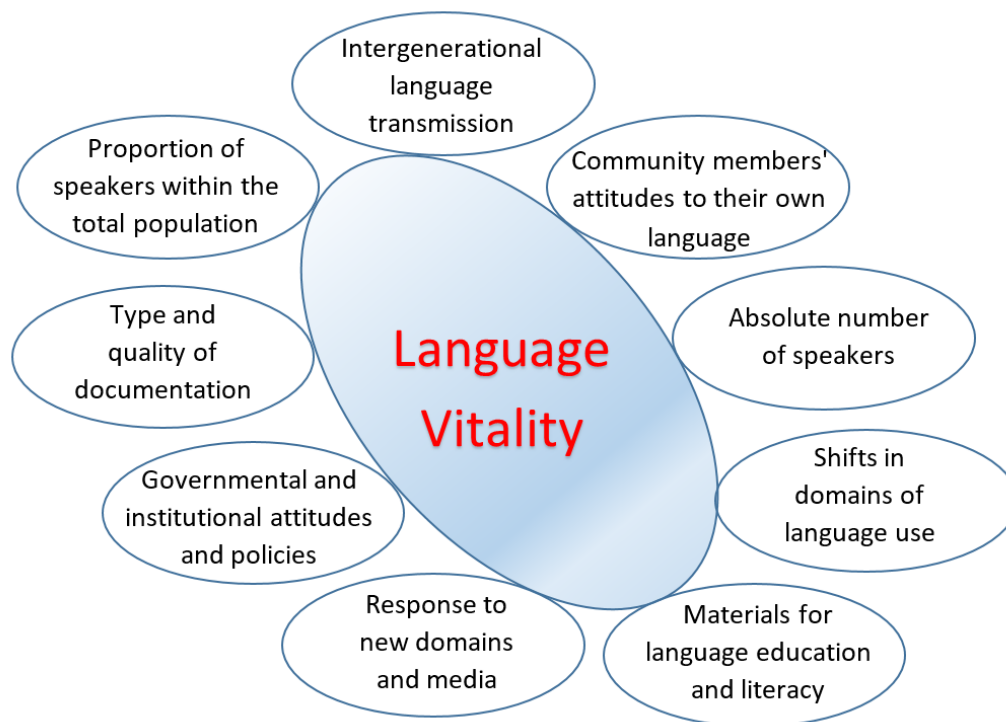 Intergenerational
language
transmission
Community members'
attitudes to their own
language
Absolute number
of speakers
Shifts in
domains of
language use
Materials for
language education
and literacy
Response to
new domains
and media
Governmental and
institutional attitudes
and policies
Type and
quality of
documentation
Proportion of
speakers within the
total population
Language
Vitality